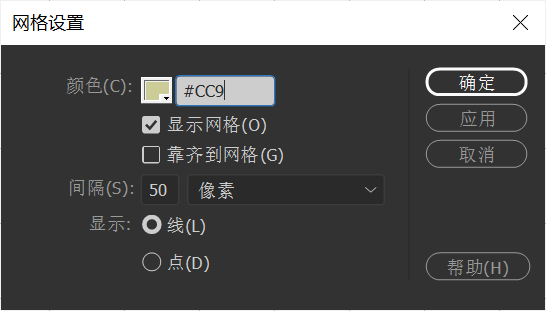 网格设置
颜色(C): #CC9 确定
显示网格(O) 应用
靠齐到网格(G) 取消
间隔(S): 50 像素
显示: 线(L)
点(D) 帮助(H)